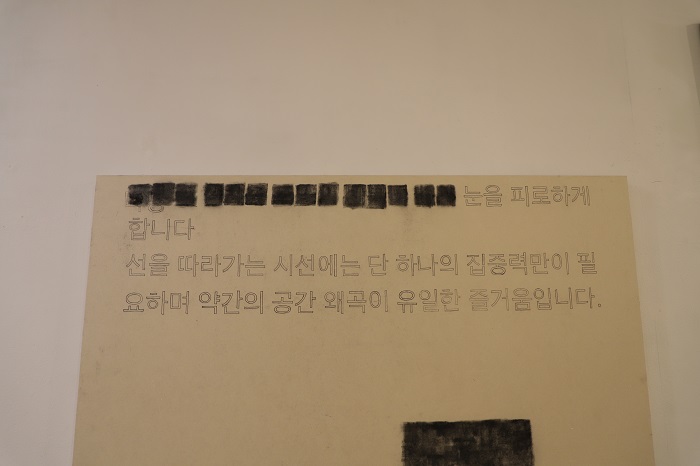 눈을 피로하게
합니다
선을 따라가는 시선에는 단 하나의 집중력만이 필
요하며 약간의 공간 왜곡이 유일한 즐거움입니다.